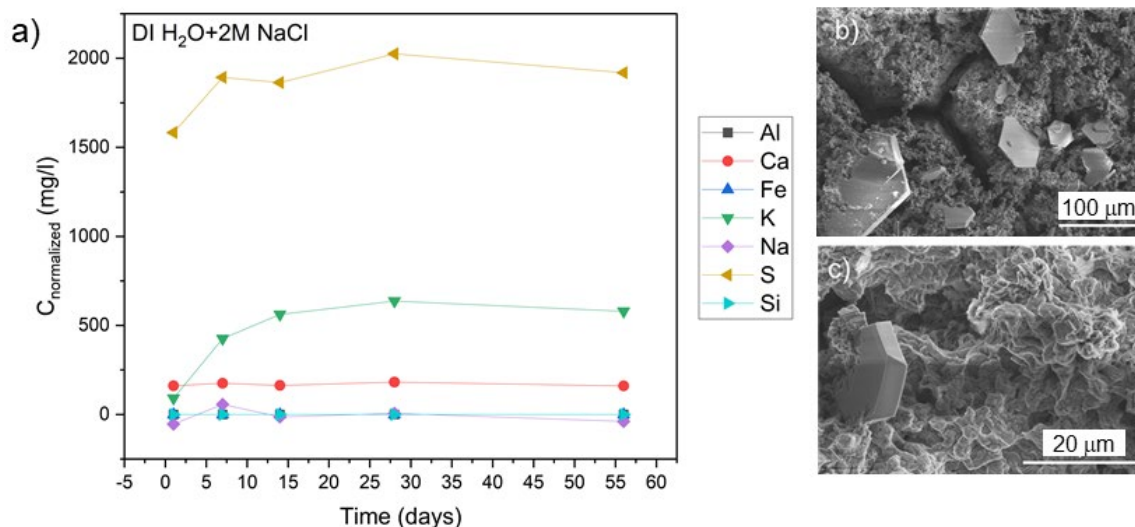 a)
DI H₂O+2M NaCl
C_normalized (mg/l)
2000
1500
1000
500
0
-5 0 5 10 15 20 25 30 35 40 45 50 55 60
Time (days)
Al
Ca
Fe
K
Na
S
Si
b)
100 μm
c)
20 μm